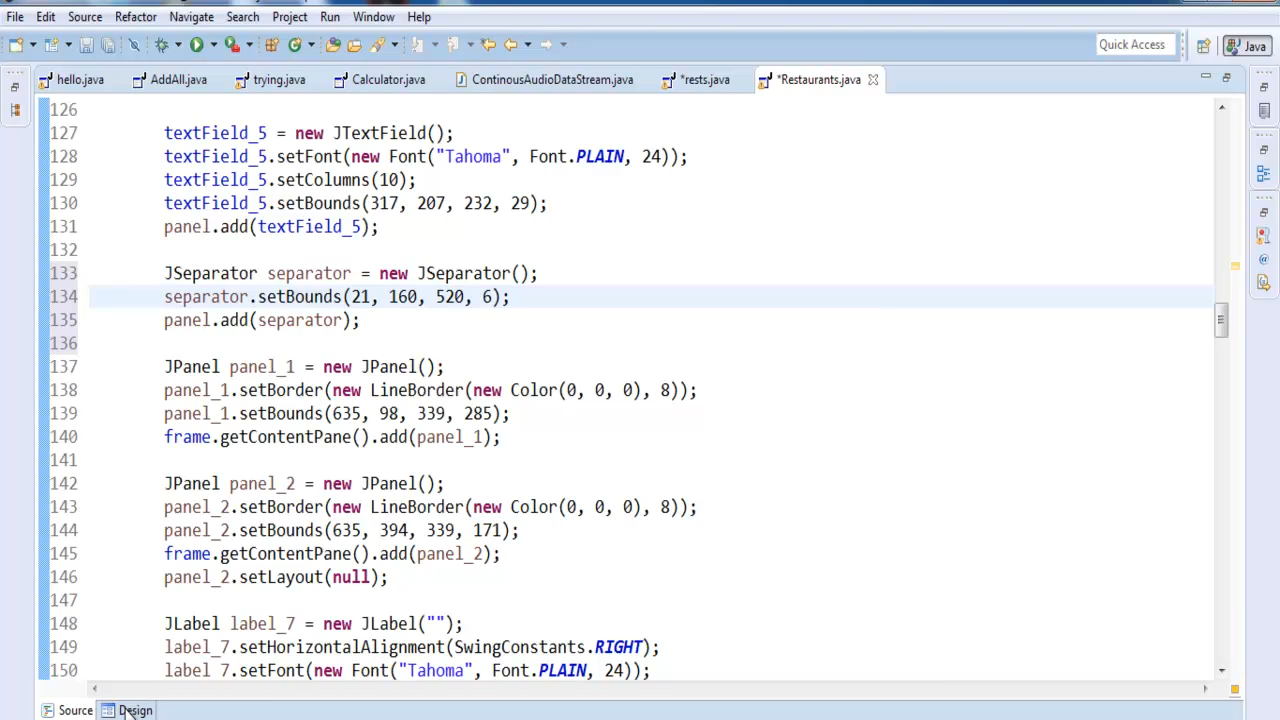 File Edit Source Refactor Navigate Search Project Run Window Help
Quick Access Java
hello.java AddAll.java trying.java Calculator.java ContinousAudioDataStream.java *rests.java *Restaurants.java
126
127 textField_5 = new JTextField();
128 textField_5.setFont(new Font("Tahoma", Font.PLAIN, 24));
129 textField_5.setColumns(10);
130 textField_5.setBounds(317, 207, 232, 29);
131 panel.add(textField_5);
132
133 JSeparator separator = new JSeparator();
134 separator.setBounds(21, 160, 520, 6);
135 panel.add(separator);
136
137 JPanel panel_1 = new JPanel();
138 panel_1.setBorder(new LineBorder(new Color(0, 0, 0), 8));
139 panel_1.setBounds(635, 98, 339, 285);
140 frame.getContentPane().add(panel_1);
141
142 JPanel panel_2 = new JPanel();
143 panel_2.setBorder(new LineBorder(new Color(0, 0, 0), 8));
144 panel_2.setBounds(635, 394, 339, 171);
145 frame.getContentPane().add(panel_2);
146 panel_2.setLayout(null);
147
148 JLabel label_7 = new JLabel("");
149 label_7.setHorizontalAlignment(SwingConstants.RIGHT);
150 label_7.setFont(new Font("Tahoma", Font.PLAIN, 24));
Source Design